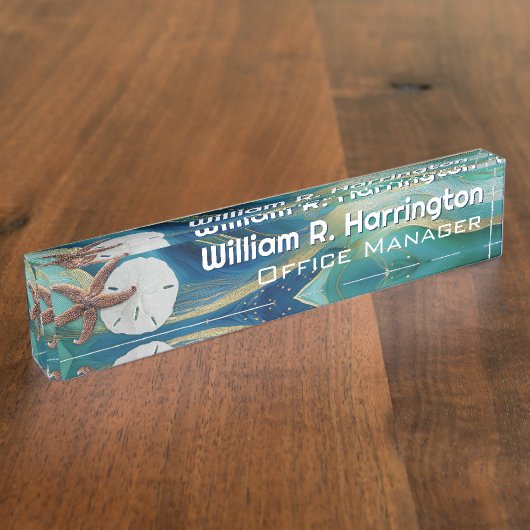 William R. Harrington
Office Manager